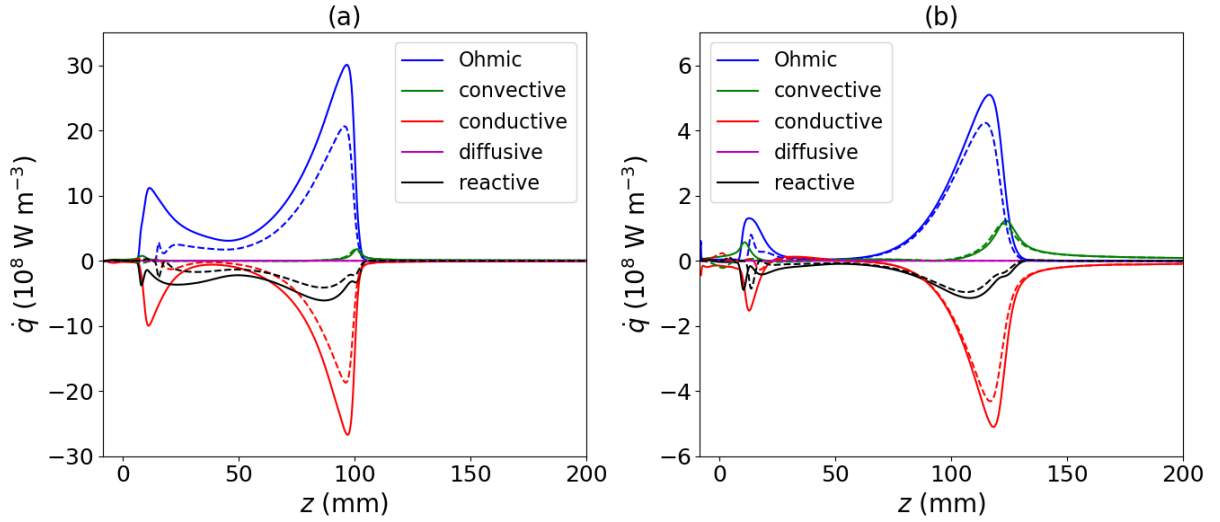 (a)
30
20
10
0
−10
−20
−30
q̇ (10⁸ W m⁻³)
Ohmic
convective
conductive
diffusive
reactive
0
50
100
150
200
z (mm)
(b)
6
4
2
0
−2
−4
−6
q̇ (10⁸ W m⁻³)
Ohmic
convective
conductive
diffusive
reactive
0
50
100
150
200
z (mm)